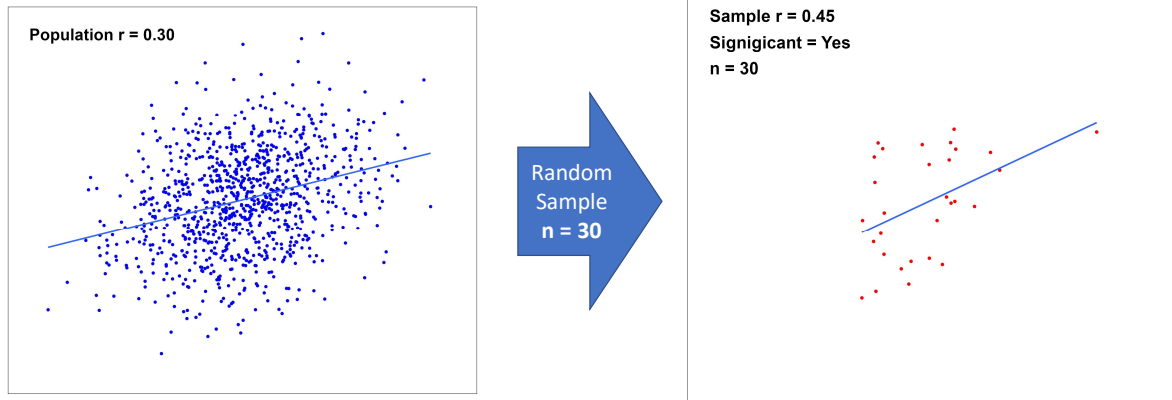 Population r = 0.30
Random
Sample
n = 30
Sample r = 0.45
Signigicant = Yes
n = 30